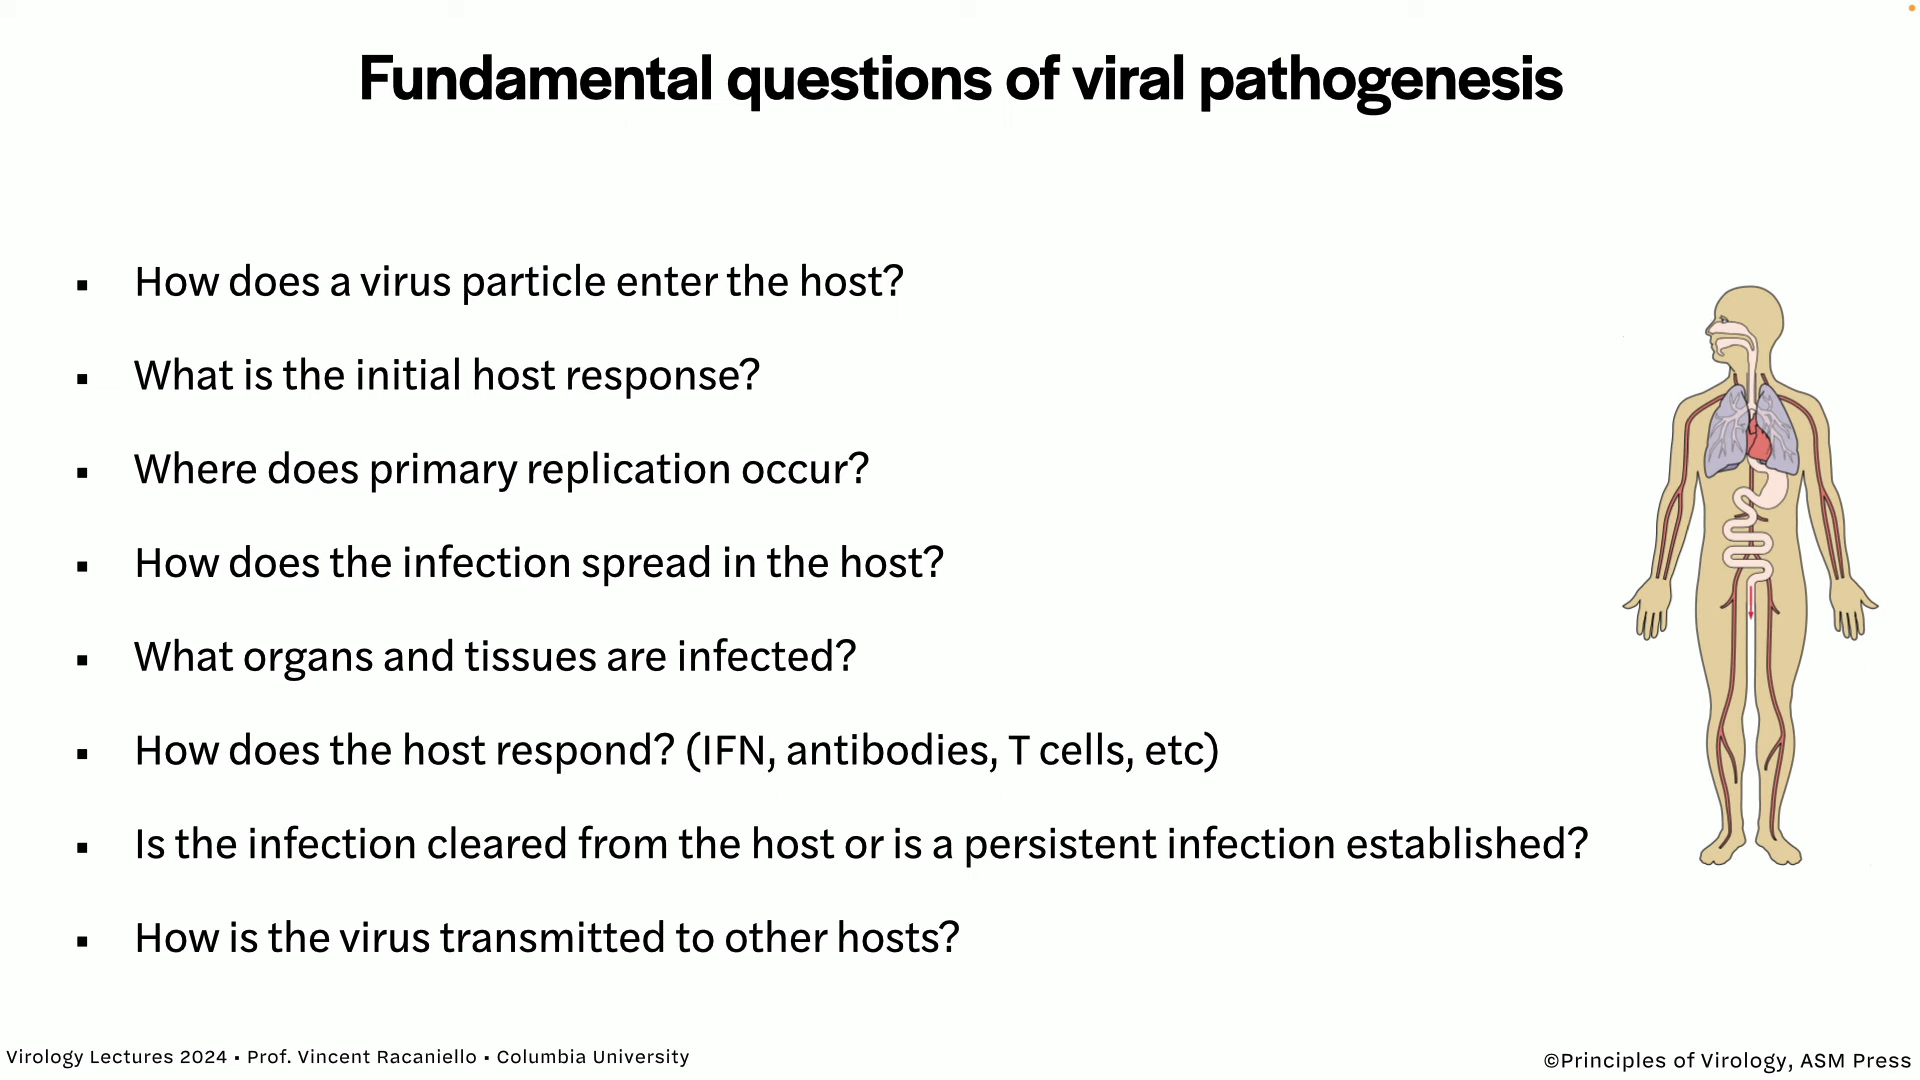 Fundamental questions of viral pathogenesis
▪ How does a virus particle enter the host?
▪ What is the initial host response?
▪ Where does primary replication occur?
▪ How does the infection spread in the host?
▪ What organs and tissues are infected?
▪ How does the host respond? (IFN, antibodies, T cells, etc)
▪ Is the infection cleared from the host or is a persistent infection established?
▪ How is the virus transmitted to other hosts?
Virology Lectures 2024 • Prof. Vincent Racaniello • Columbia University
©Principles of Virology, ASM Press